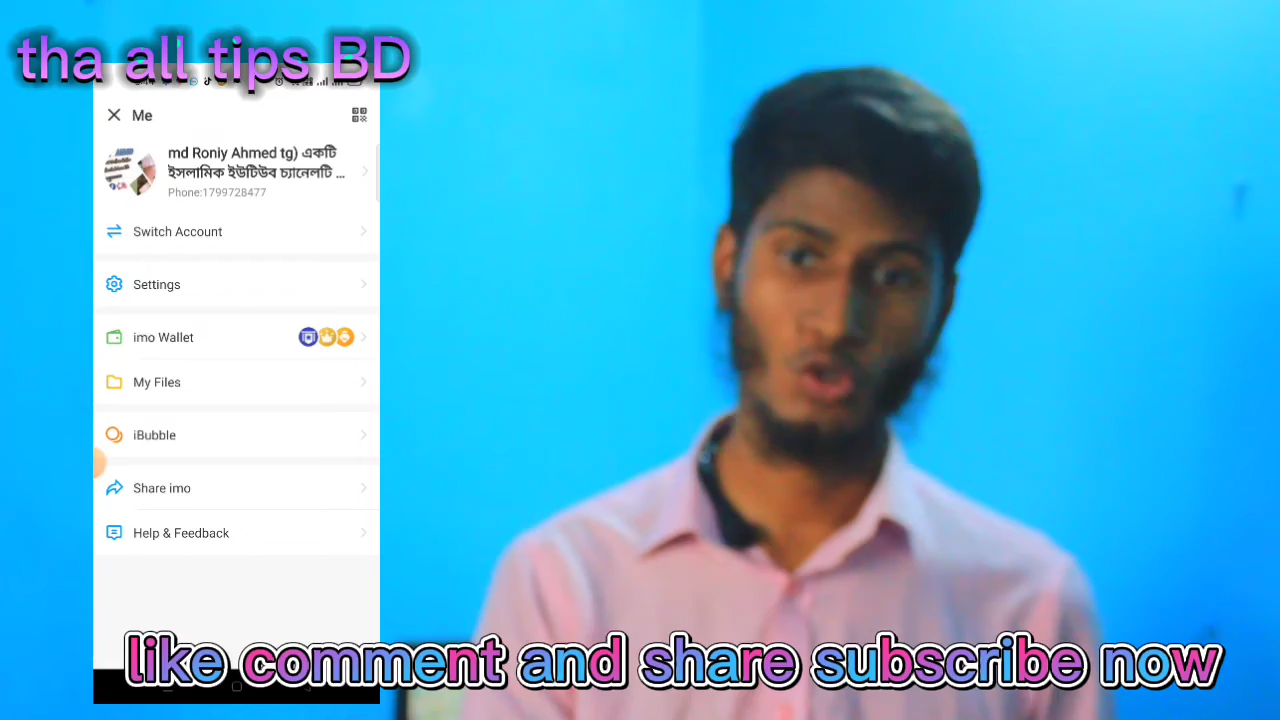 tha all tips BD
Me
md Roniy Ahmed tg) একটি
ইসলামিক ইউটিউব চ্যানেলটি ...
Phone:1799728477
Switch Account
Settings
imo Wallet
My Files
iBubble
Share imo
Help & Feedback
like comment and share subscribe now